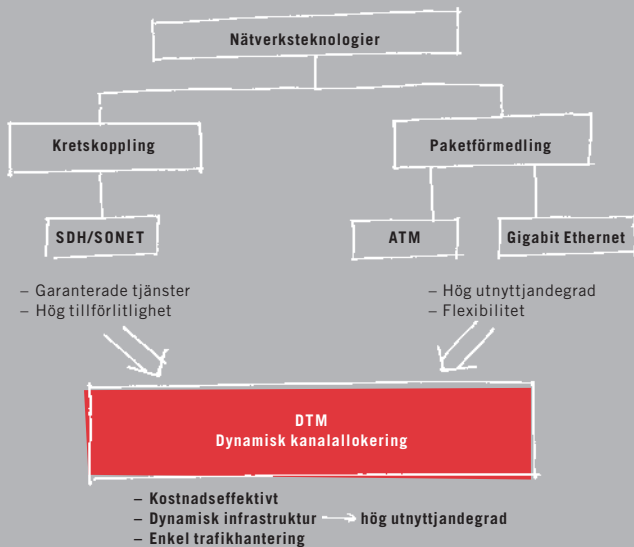 Nätverksteknologier
Kretskoppling
Paketförmedling
SDH/SONET
ATM
Gigabit Ethernet
– Garanterade tjänster
– Hög tillförlitlighet
– Hög utnyttjandegrad
– Flexibilitet
DTM
Dynamisk kanalallokering
– Kostnadseffektivt
– Dynamisk infrastruktur → hög utnyttjandegrad
– Enkel trafikhantering